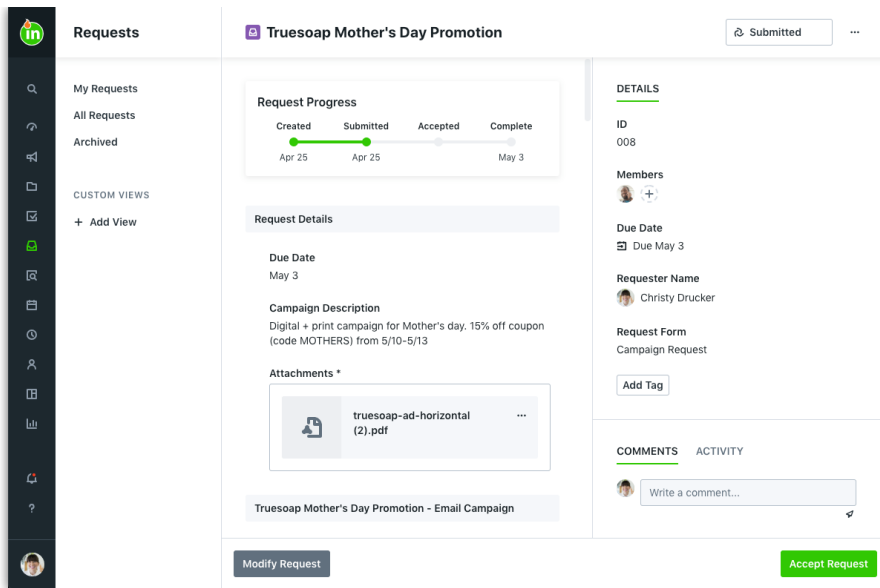 in
Requests
Truesoap Mother's Day Promotion
Submitted
My Requests
All Requests
Archived
CUSTOM VIEWS
+ Add View
Request Progress
Created Submitted Accepted Complete
Apr 25 Apr 25 May 3
Request Details
Due Date
May 3
Campaign Description
Digital + print campaign for Mother's day. 15% off coupon
(code MOTHERS) from 5/10-5/13
Attachments *
truesoap-ad-horizontal
(2).pdf
Truesoap Mother's Day Promotion - Email Campaign
Modify Request
DETAILS
ID
008
Members
Due Date
Due May 3
Requester Name
Christy Drucker
Request Form
Campaign Request
Add Tag
COMMENTS ACTIVITY
Write a comment...
Accept Request